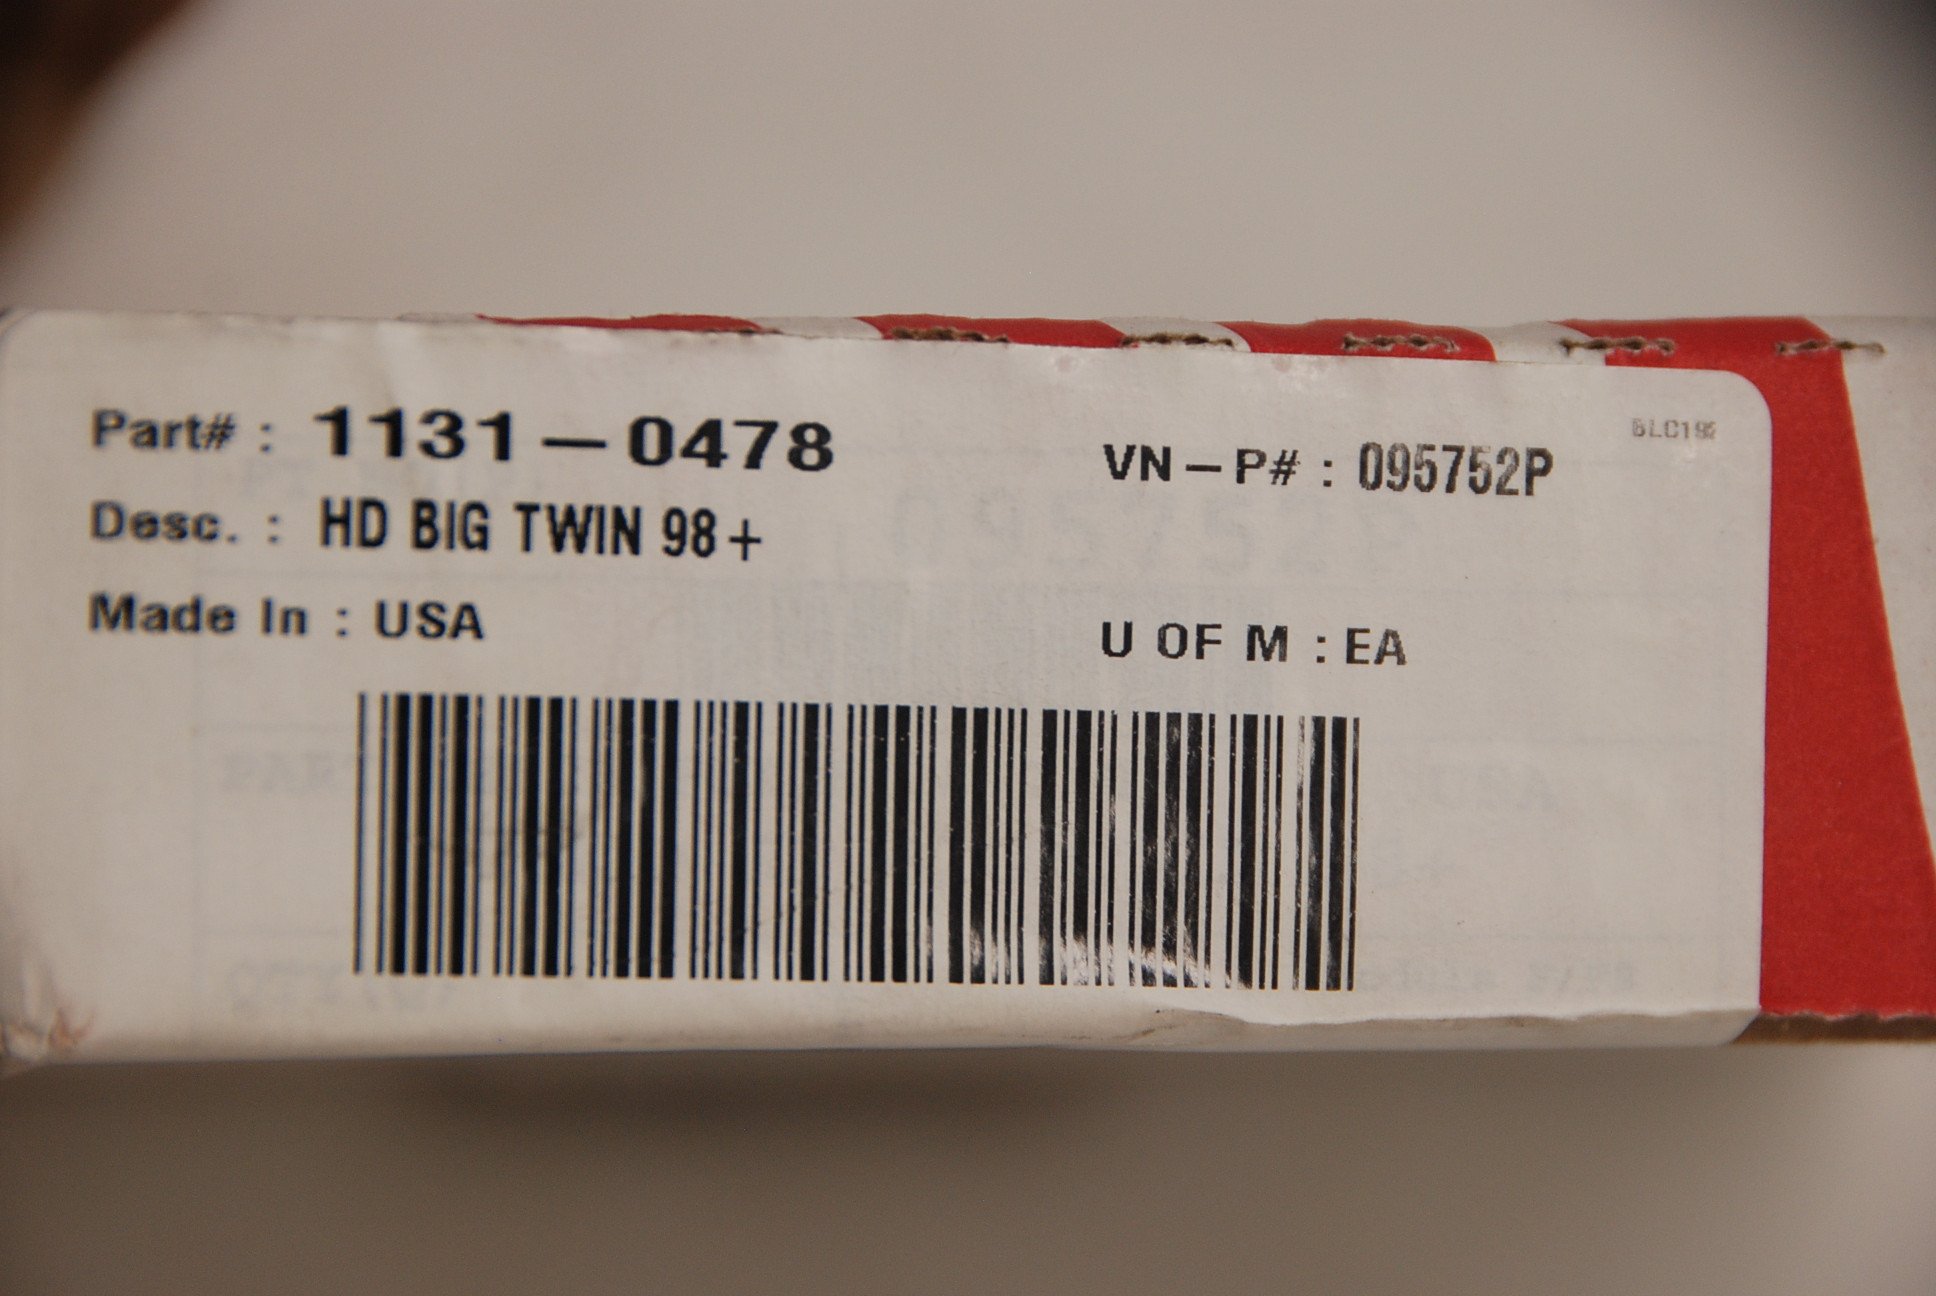 Part# : 1131-0478
VN-P# : 095752P
Desc. : HD BIG TWIN 98+
Made In : USA
U OF M : EA